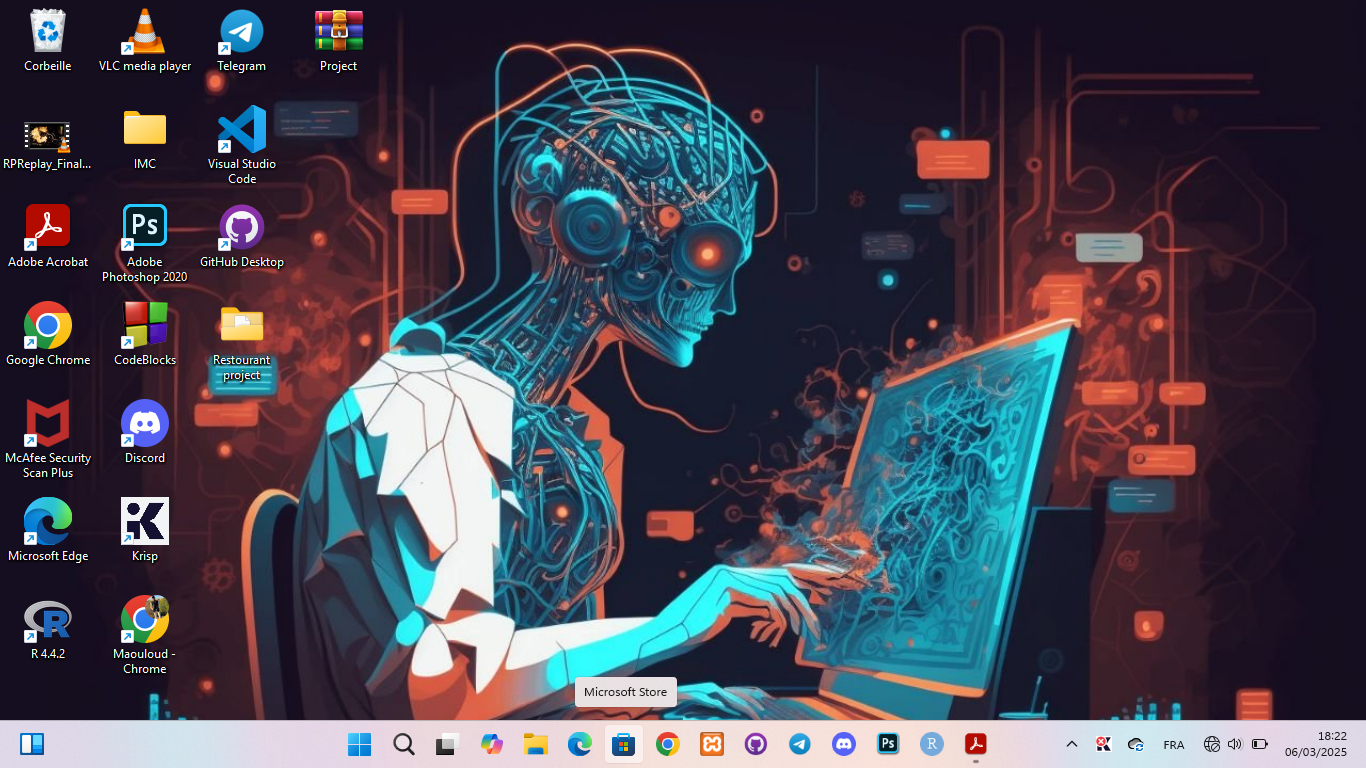 Corbeille
VLC media player
Telegram
Project
RPReplay_Final...
IMC
Visual Studio
Code
Adobe Acrobat
Ps
Adobe
Photoshop 2020
GitHub Desktop
Google Chrome
CodeBlocks
Restourant
project
McAfee Security
Scan Plus
Discord
Microsoft Edge
Krisp
R 4.4.2
Maouloud -
Chrome
Microsoft Store
Ps
R
FRA
18:22
06/03/2025